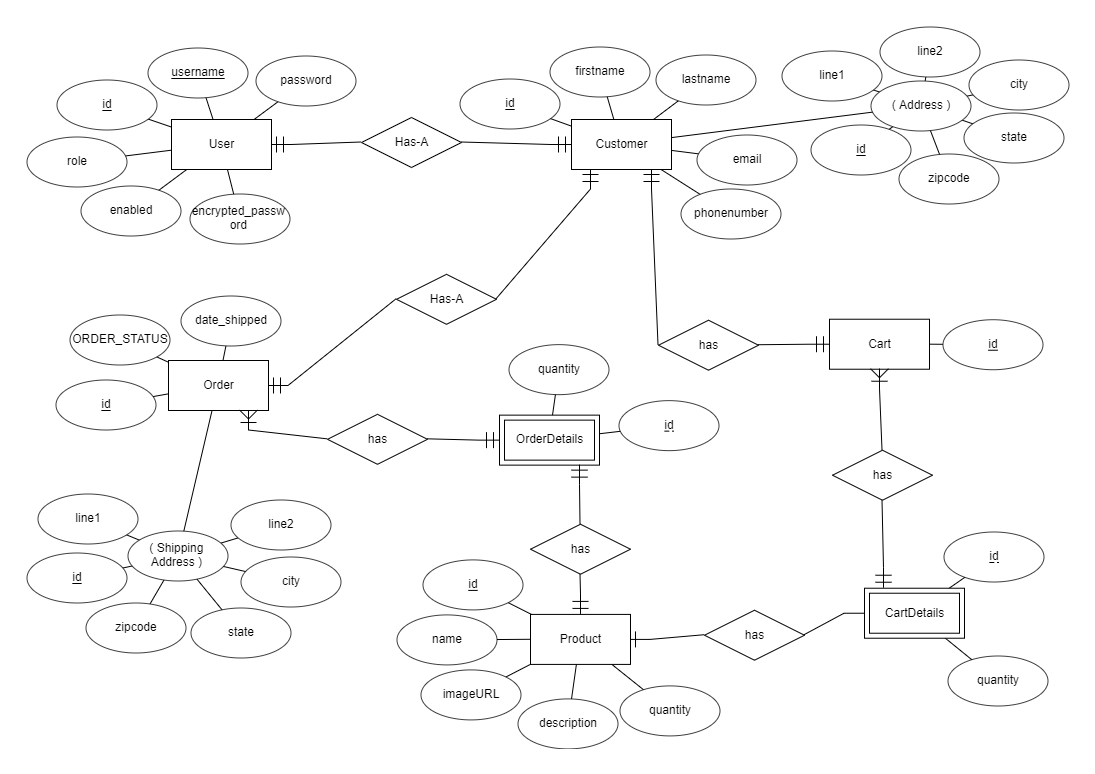 line2
username
firstname
lastname
password
line1
city
id
id
( Address )
User
Has-A
Customer
state
role
email
id
zipcode
enabled
encrypted_passw
ord
phonenumber
Has-A
date_shipped
ORDER_STATUS
has
Cart
id
Order
quantity
id
has
OrderDetails
id
has
line1
line2
( Shipping
Address )
has
id
id
city
id
zipcode
state
name
Product
has
CartDetails
imageURL
description
quantity
quantity